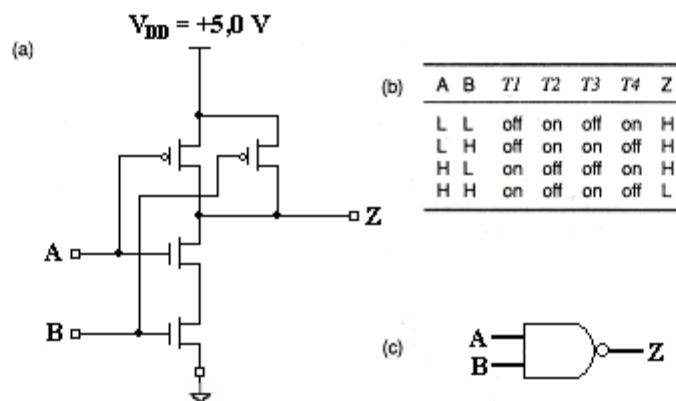 (a)
V_DD = +5,0 V
A
B
Z
(b)
A B T1 T2 T3 T4 Z
L L off on off on H
L H off on on off H
H L on off off on H
H H on off on off L
(c)
A
B
Z